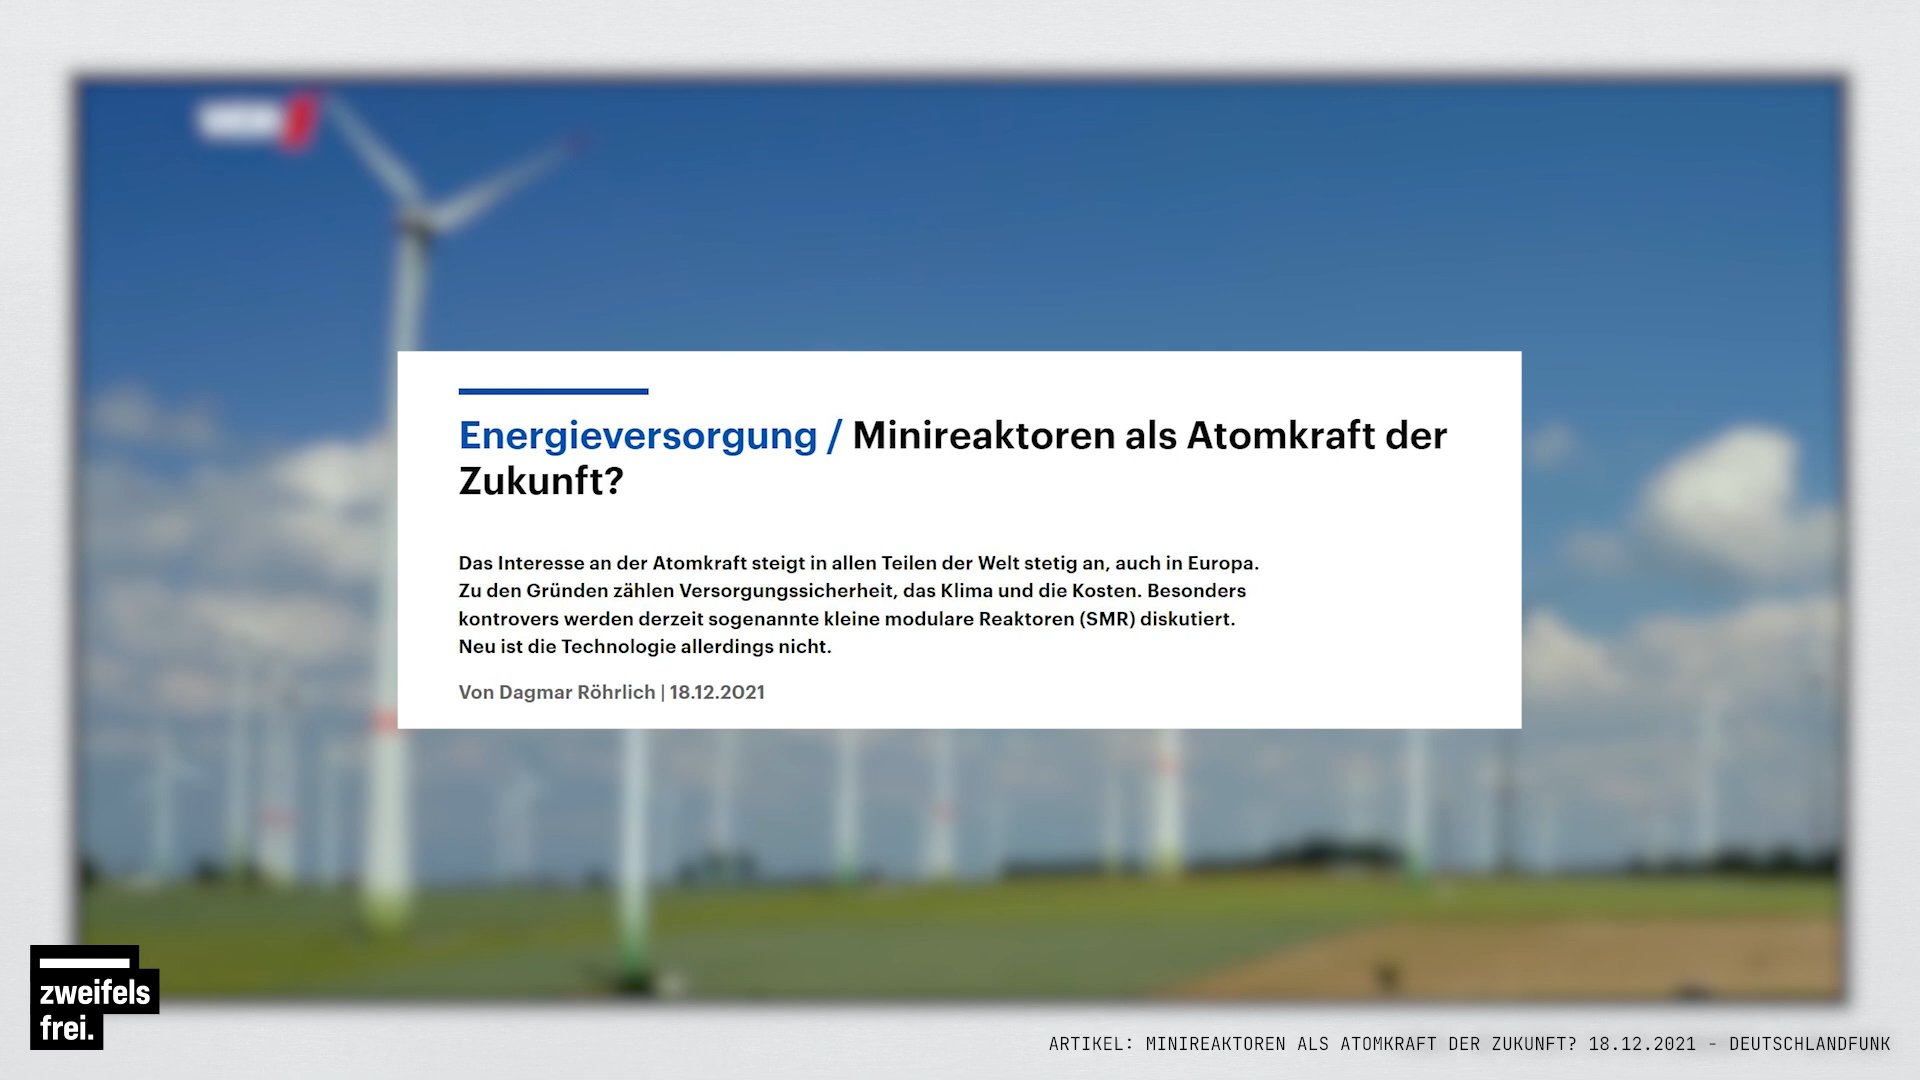 Energieversorgung / Minireaktoren als Atomkraft der
Zukunft?
Das Interesse an der Atomkraft steigt in allen Teilen der Welt stetig an, auch in Europa.
Zu den Gründen zählen Versorgungssicherheit, das Klima und die Kosten. Besonders
kontrovers werden derzeit sogenannte kleine modulare Reaktoren (SMR) diskutiert.
Neu ist die Technologie allerdings nicht.
Von Dagmar Röhrlich | 18.12.2021
zweifels
frei.
ARTIKEL: MINIREAKTOREN ALS ATOMKRAFT DER ZUKUNFT? 18.12.2021 - DEUTSCHLANDFUNK